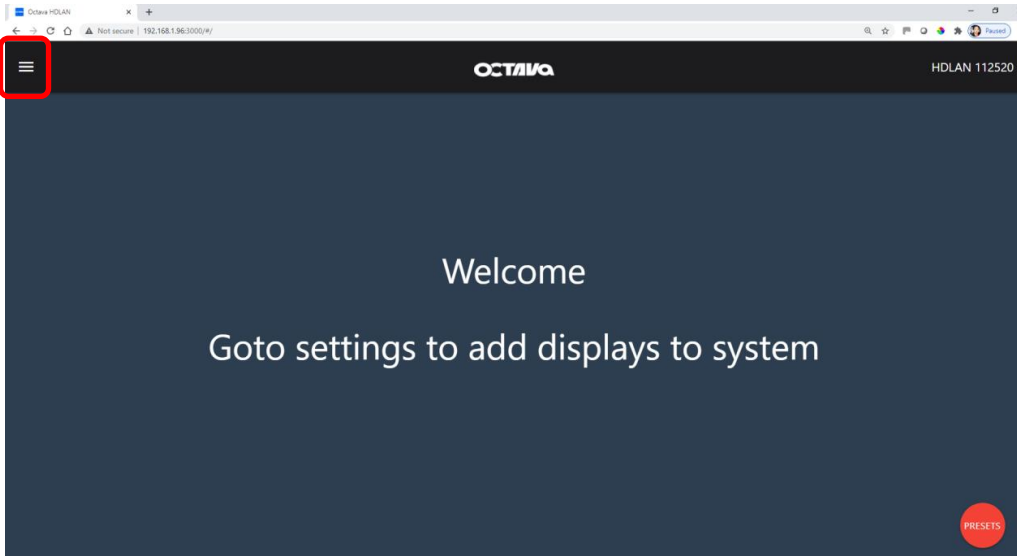 Octava HDLAN
Not secure | 192.168.1.96:3000/#/
Paused
OCTAVA
HDLAN 112520
Welcome
Goto settings to add displays to system
PRESETS